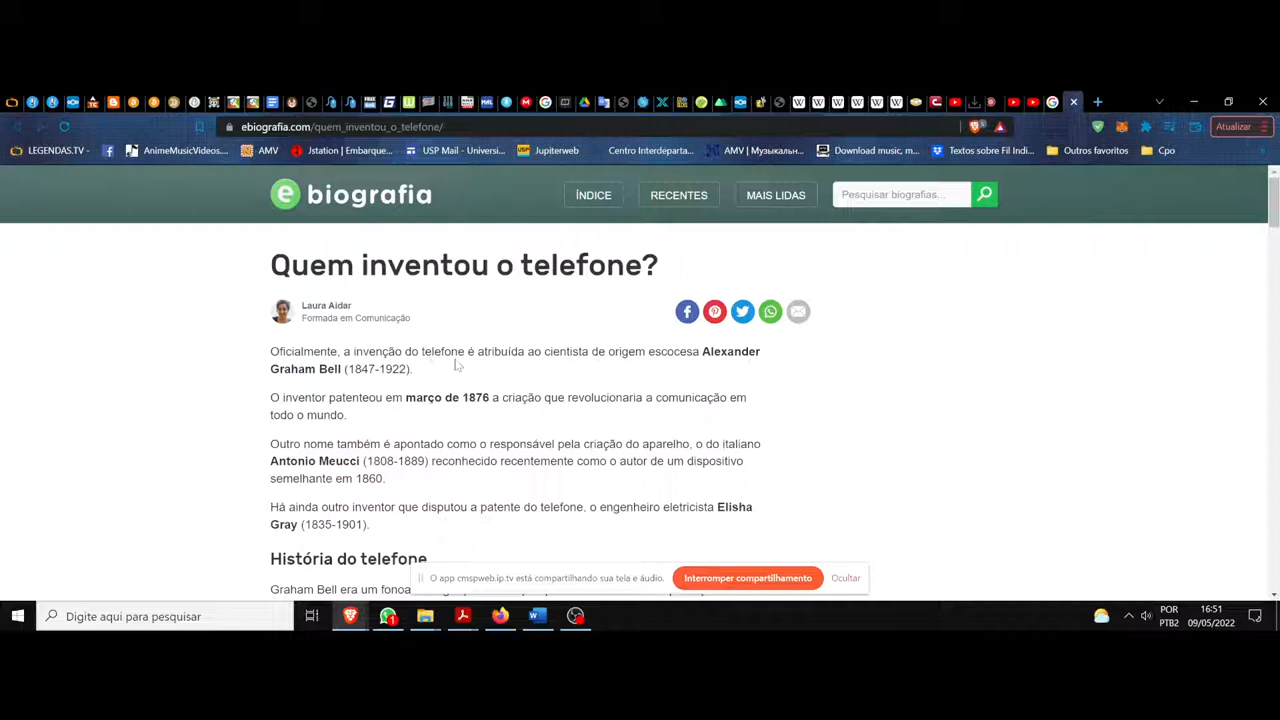 ebiografia.com/quem_inventou_o_telefone/
Atualizar
LEGENDAS.TV -
AnimeMusicVideos...
AMV
Jstation | Embarque...
USP Mail - Universi...
Jupiterweb
Centro Interdeparta...
AMV | Музыкальн...
Download music, m...
Textos sobre Fil Indi...
Outros favoritos
Cpo
e biografia
ÍNDICE
RECENTES
MAIS LIDAS
Pesquisar biografias...
Quem inventou o telefone?
Laura Aidar
Formada em Comunicação
Oficialmente, a invenção do telefone é atribuída ao cientista de origem escocesa Alexander
Graham Bell (1847-1922).
O inventor patenteou em março de 1876 a criação que revolucionaria a comunicação em
todo o mundo.
Outro nome também é apontado como o responsável pela criação do aparelho, o do italiano
Antonio Meucci (1808-1889) reconhecido recentemente como o autor de um dispositivo
semelhante em 1860.
Há ainda outro inventor que disputou a patente do telefone, o engenheiro eletricista Elisha
Gray (1835-1901).
História do telefone
O app cmspweb.ip.tv está compartilhando sua tela e áudio.
Interromper compartilhamento
Ocultar
Graham Bell era um
Digite aqui para pesquisar
POR
PTB2
16:51
09/05/2022